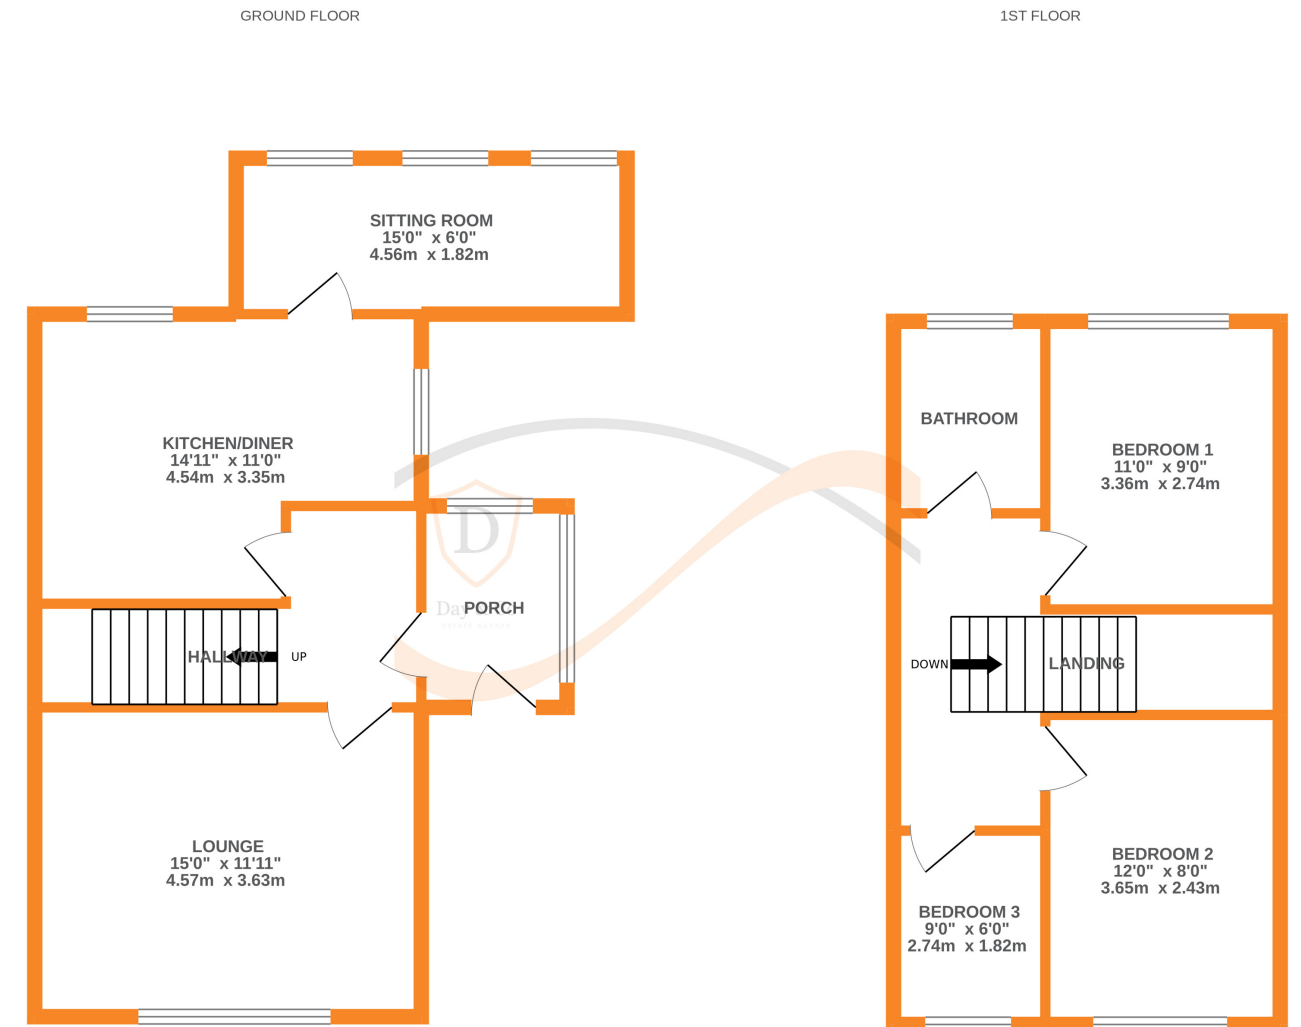 GROUND FLOOR
1ST FLOOR
SITTING ROOM
15'0" x 6'0"
4.56m x 1.82m
KITCHEN/DINER
14'11" x 11'0"
4.54m x 3.35m
D
Day
PORCH
HALLWAY
UP
LOUNGE
15'0" x 11'11"
4.57m x 3.63m
BATHROOM
BEDROOM 1
11'0" x 9'0"
3.36m x 2.74m
DOWN
LANDING
BEDROOM 2
12'0" x 8'0"
3.65m x 2.43m
BEDROOM 3
9'0" x 6'0"
2.74m x 1.82m